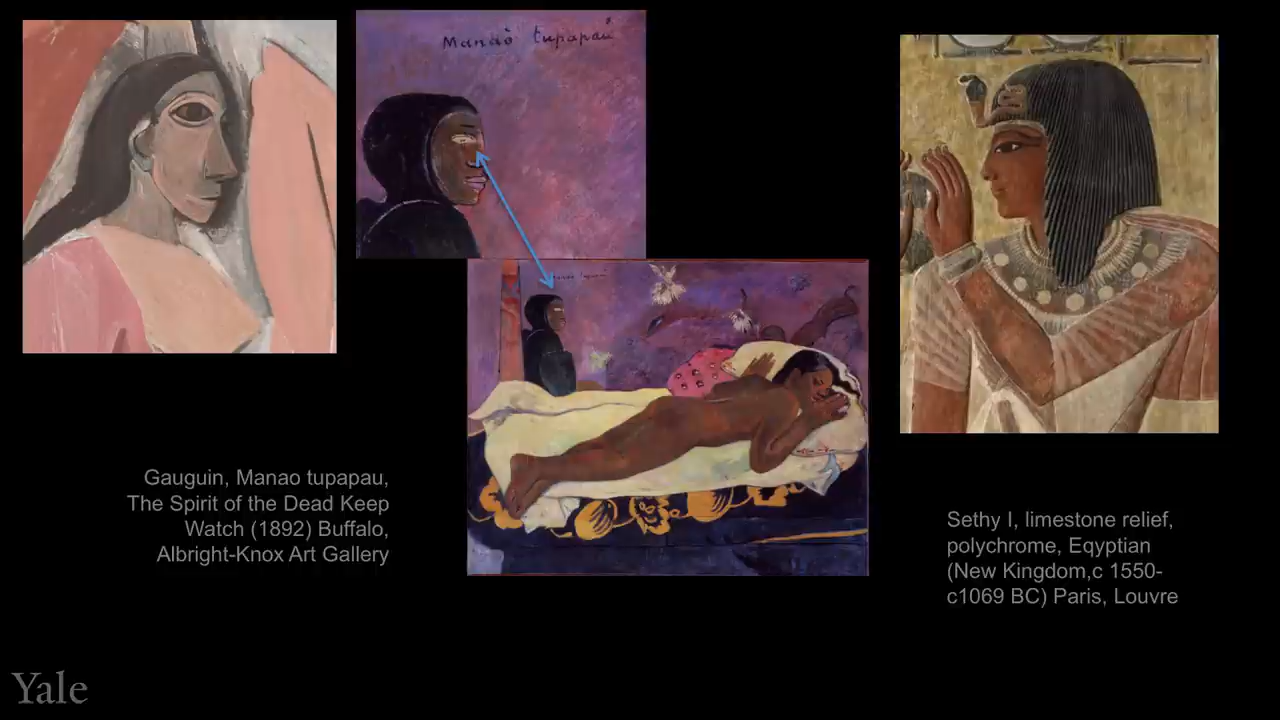 Manaò tupapaú
Gauguin, Manao tupapau,
The Spirit of the Dead Keep
Watch (1892) Buffalo,
Albright-Knox Art Gallery
Sethy I, limestone relief,
polychrome, Eqyptian
(New Kingdom,c 1550-
c1069 BC) Paris, Louvre
Yale